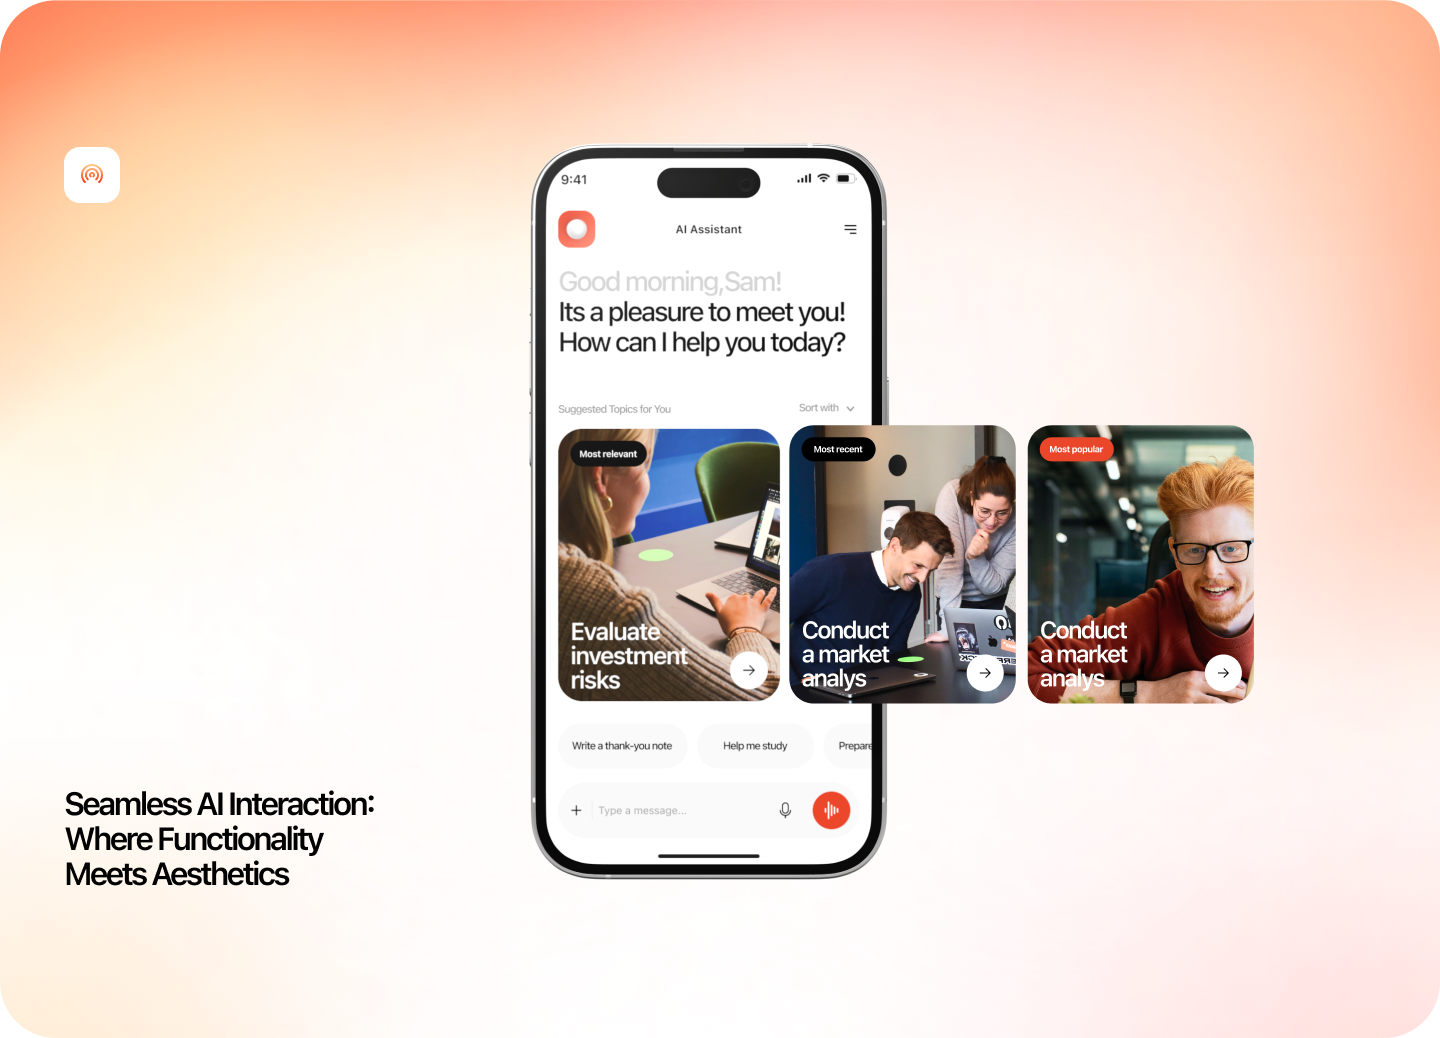 9:41
AI Assistant
Good morning,Sam!
Its a pleasure to meet you!
How can I help you today?
Suggested Topics for You
Sort with
Most relevant
Evaluate
investment
risks
Most recent
Conduct
a market
analys
Most popular
Conduct
a market
analys
Write a thank-you note
Help me study
Prepare
Type a message...
Seamless AI Interaction:
Where Functionality
Meets Aesthetics